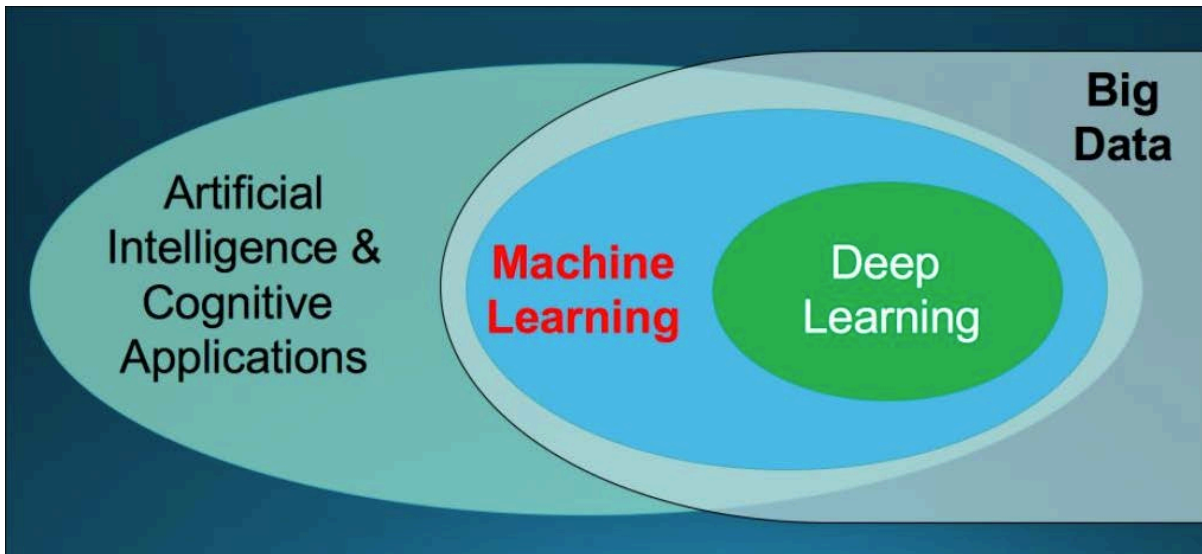 Artificial
Intelligence &
Cognitive
Applications
Machine
Learning
Deep
Learning
Big
Data